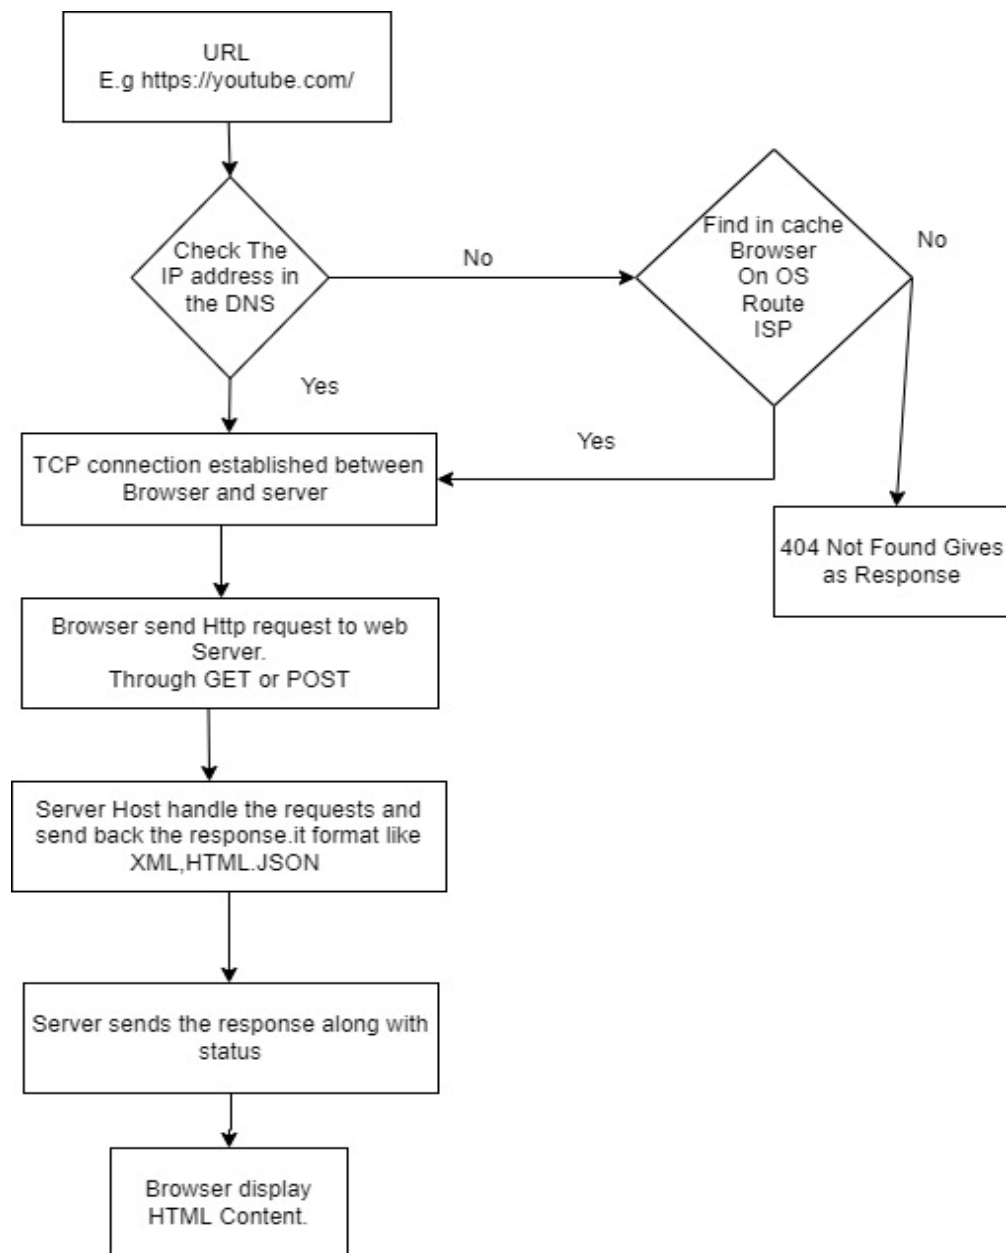 URL
E.g https://youtube.com/
Check The
IP address in
the DNS
No
Find in cache
Browser
On OS
Route
ISP
No
Yes
Yes
TCP connection established between
Browser and server
404 Not Found Gives
as Response
Browser send Http request to web
Server.
Through GET or POST
Server Host handle the requests and
send back the response.it format like
XML,HTML.JSON
Server sends the response along with
status
Browser display
HTML Content.